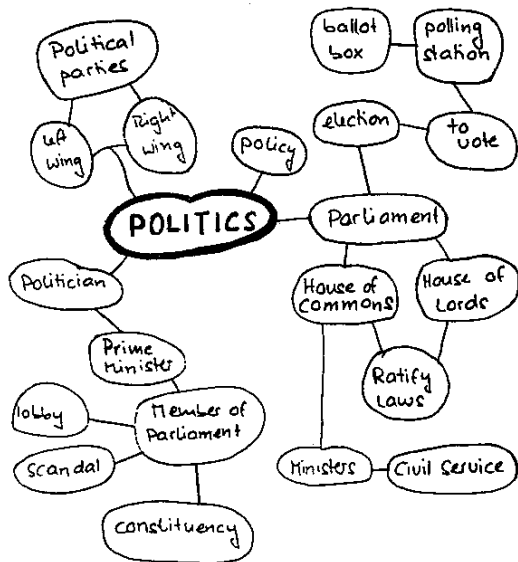 Political
parties
left
wing
Right
wing
policy
ballot
box
polling
station
election
to
vote
POLITICS
Parliament
Politician
House of
Commons
House of
Lords
Prime
Minister
Ratify
Laws
lobby
Member of
Parliament
scandal
Ministers
Civil Service
constituency